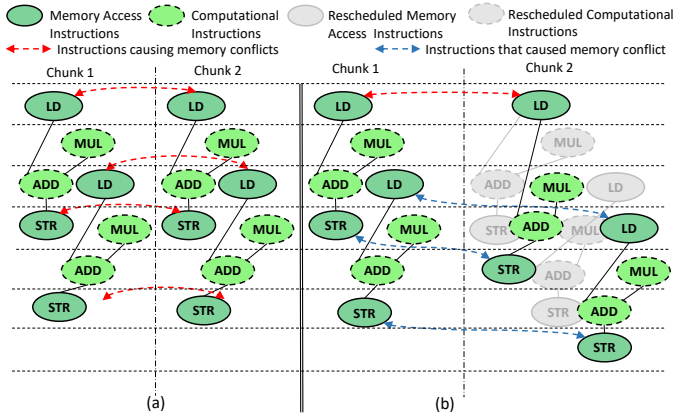 Memory Access Instructions
Computational Instructions
Rescheduled Memory Access Instructions
Rescheduled Computational Instructions
Instructions causing memory conflicts
Instructions that caused memory conflict
Chunk 1
Chunk 2
Chunk 1
Chunk 2
LD
LD
LD
LD
MUL
MUL
MUL
ADD
LD
ADD
LD
ADD
LD
ADD
MUL
LD
STR
MUL
STR
MUL
STR
MUL
STR
ADD
MUL
LD
ADD
ADD
ADD
STR
ADD
MUL
STR
STR
STR
STR
ADD
STR
(a)
(b)